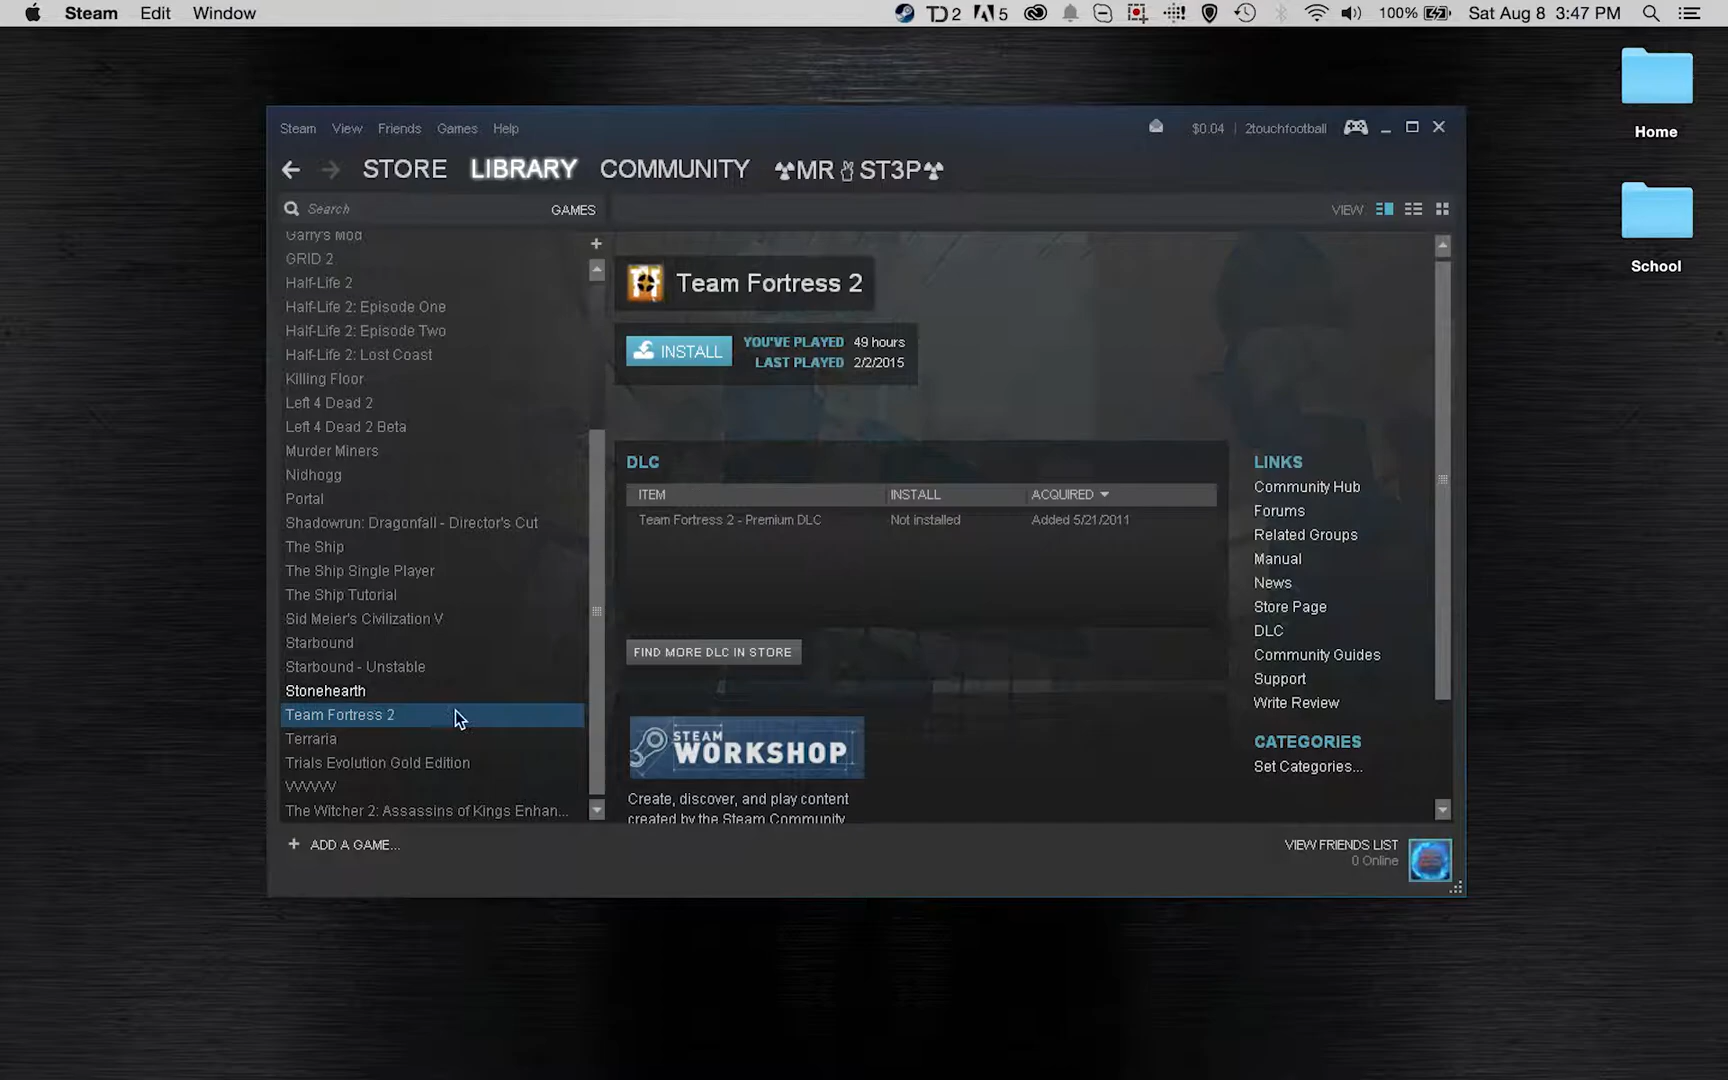 Steam Edit Window 2 5 100% Sat Aug 8 3:47 PM
Home
School
Steam View Friends Games Help $0.04 2touchfootball
STORE LIBRARY COMMUNITY ☢MR✌ST3P☢
Search GAMES VIEW
Garry's Mod
GRID 2
Half-Life 2
Half-Life 2: Episode One
Half-Life 2: Episode Two
Half-Life 2: Lost Coast
Killing Floor
Left 4 Dead 2
Left 4 Dead 2 Beta
Murder Miners
Nidhogg
Portal
Shadowrun: Dragonfall - Director's Cut
The Ship
The Ship Single Player
The Ship Tutorial
Sid Meier's Civilization V
Starbound
Starbound - Unstable
Stonehearth
Team Fortress 2
Terraria
Trials Evolution Gold Edition
VVVVVV
The Witcher 2: Assassins of Kings Enhan...
+ ADD A GAME...
Team Fortress 2
INSTALL
YOU'VE PLAYED 49 hours
LAST PLAYED 2/2/2015
DLC
ITEM INSTALL ACQUIRED
Team Fortress 2 - Premium DLC Not installed Added 5/21/2011
FIND MORE DLC IN STORE
STEAM
WORKSHOP
Create, discover, and play content
created by the Steam Community
LINKS
Community Hub
Forums
Related Groups
Manual
News
Store Page
DLC
Community Guides
Support
Write Review
CATEGORIES
Set Categories...
VIEW FRIENDS LIST
0 Online